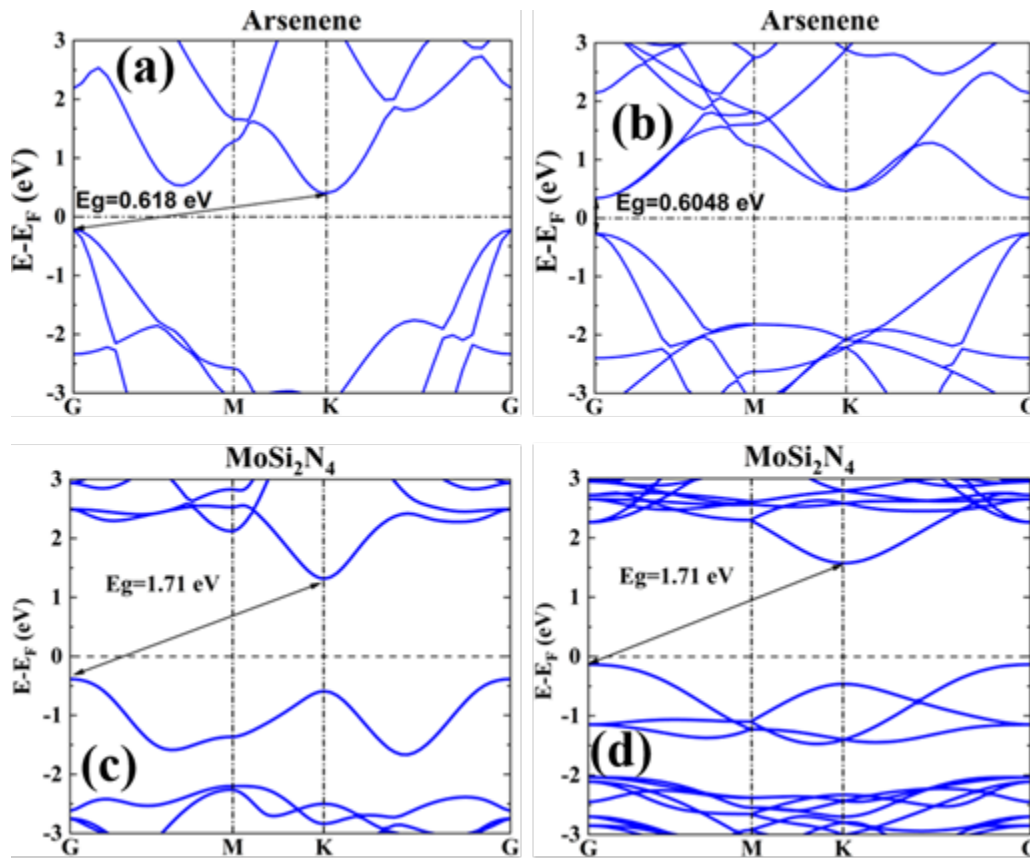 Arsenene
3
2
1
0
-1
-2
-3
E-E_F (eV)
(a)
Eg=0.618 eV
G M K G
Arsenene
3
2
1
0
-1
-2
-3
E-E_F (eV)
(b)
Eg=0.6048 eV
G M K G
MoSi₂N₄
3
2
1
0
-1
-2
-3
E-E_F (eV)
Eg=1.71 eV
(c)
G M K G
MoSi₂N₄
3
2
1
0
-1
-2
-3
E-E_F (eV)
Eg=1.71 eV
(d)
G M K